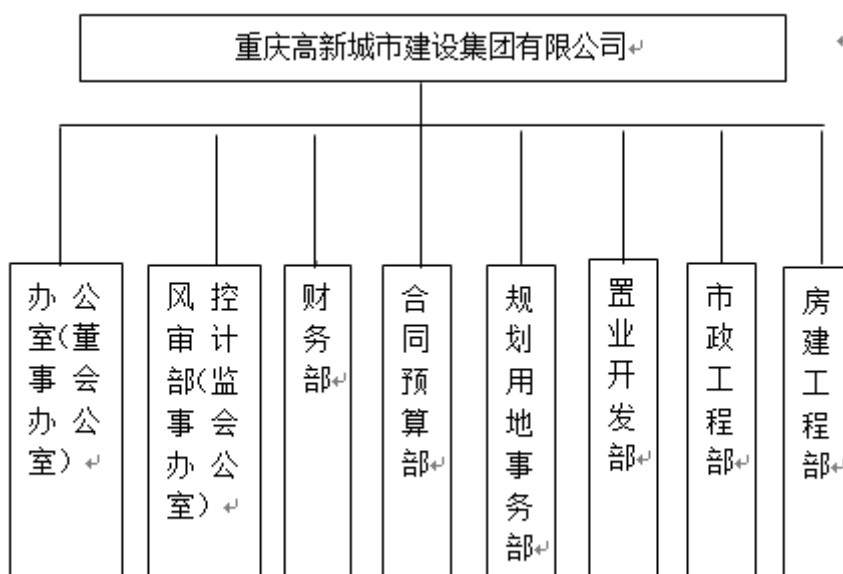 重庆高新城市建设集团有限公司
办公
室(董
事会
办公
室)
风控
审计
部(监
事会
办公
室)
财
务
部
合
同
预
算
部
规
划
用
地
事
务
部
置
业
开
发
部
市
政
工
程
部
房
建
工
程
部